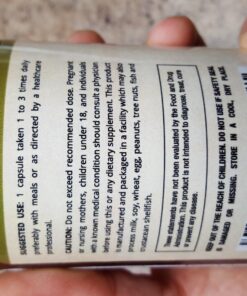 SUGGESTED USE: 1 capsule taken 1 to 3 times daily
preferably with meals or as directed by a healthcare
professional.
CAUTION: Do not exceed recommended dose. Pregnant
or nursing mothers, children under 18, and individuals
with a known medical condition should consult a physician
before using this or any dietary supplement. This product
is manufactured and packaged in a facility which may also
process milk, soy, wheat, egg, peanuts, tree nuts, fish and
crustacean shellfish.
These statements have not been evaluated by the Food and Drug
Administration. This product is not intended to diagnose, treat, cure
or prevent any disease.
KEEP OUT OF THE REACH OF CHILDREN. DO NOT USE IF SAFETY SEAL
IS DAMAGED OR MISSING. STORE IN A COOL, DRY PLACE.